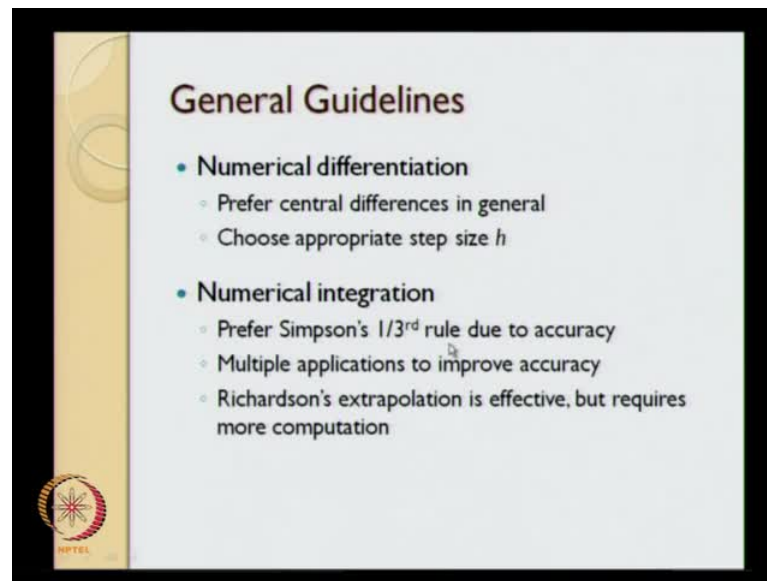 General Guidelines
• Numerical differentiation
◦ Prefer central differences in general
◦ Choose appropriate step size h
• Numerical integration
◦ Prefer Simpson's 1/3rd rule due to accuracy
◦ Multiple applications to improve accuracy
◦ Richardson's extrapolation is effective, but requires
more computation
NPTEL